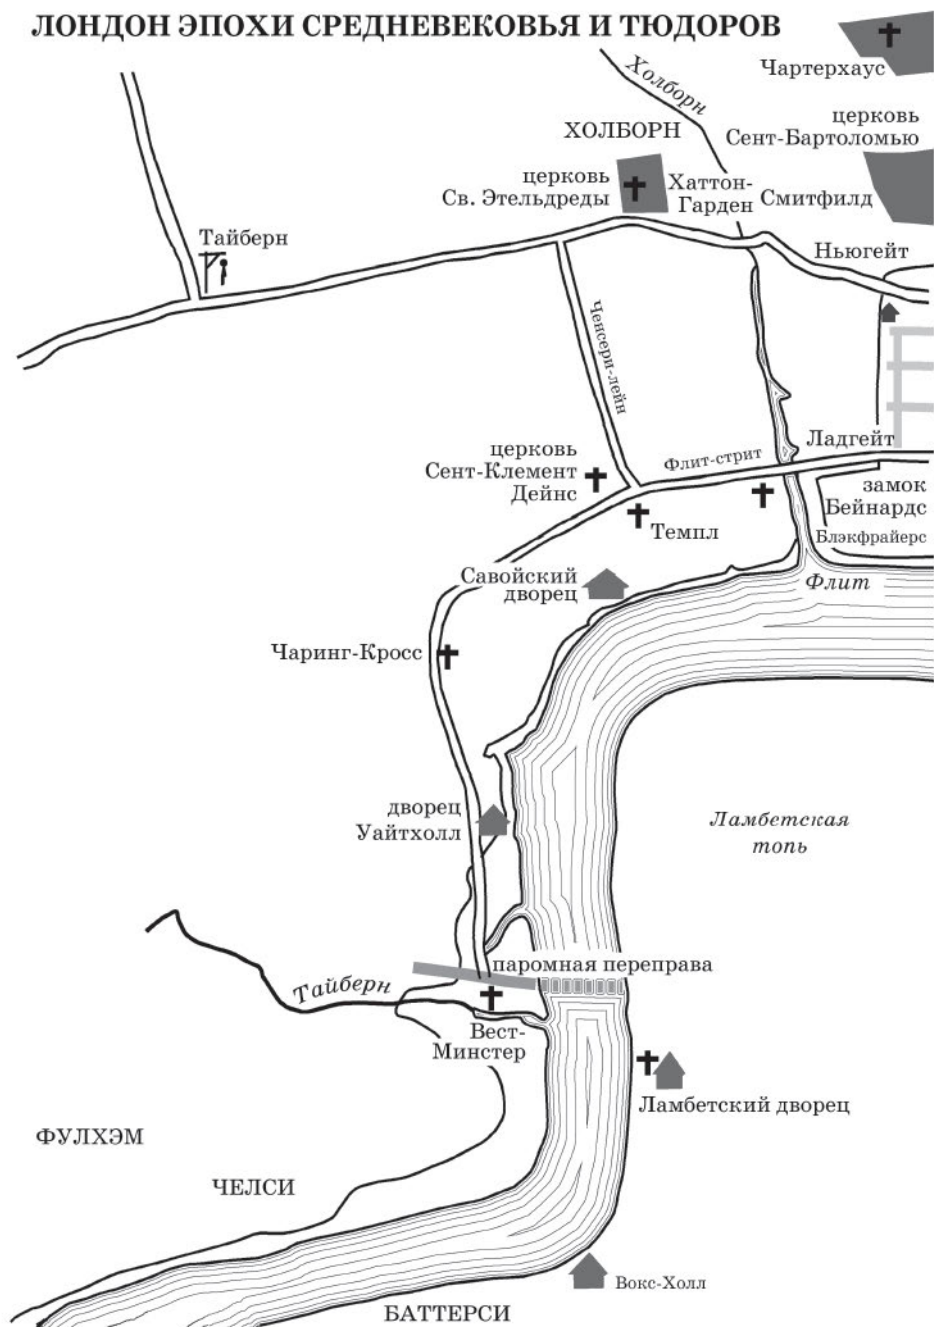 ЛОНДОН ЭПОХИ СРЕДНЕВЕКОВЬЯ И ТЮДОРОВ
Чартерхаус
Холборн
церковь
Сент-Бартоломью
ХОЛБОРН
церковь
Св. Этельдреды
Хаттон-
Гарден
Смитфилд
Тайберн
Ньюгейт
Ченсери-лейн
Ладгейт
церковь
Сент-Клемент
Дейнс
Флит-стрит
замок
Бейнардс
Темпл
Блэкфрайерс
Савойский
дворец
Флит
Чаринг-Кросс
дворец
Уайтхолл
Ламбетская
топь
паромная переправа
Тайберн
Вест-
Минстер
Ламбетский дворец
ФУЛХЭМ
ЧЕЛСИ
Вокс-Холл
БАТТЕРСИ